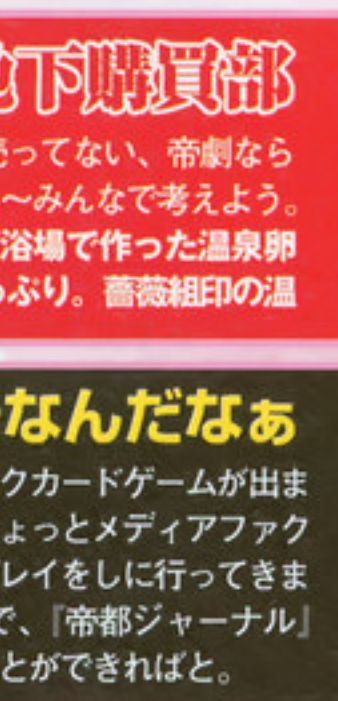 地下購買部
売ってない、帝劇なら
～みんなで考えよう。
浴場で作った温泉卵
っぷり。薔薇組印の温
なんだなぁ
クカードゲームが出ま
ょっとメディアファク
プレイをしに行ってきま
で、『帝都ジャーナル』
とができればと。